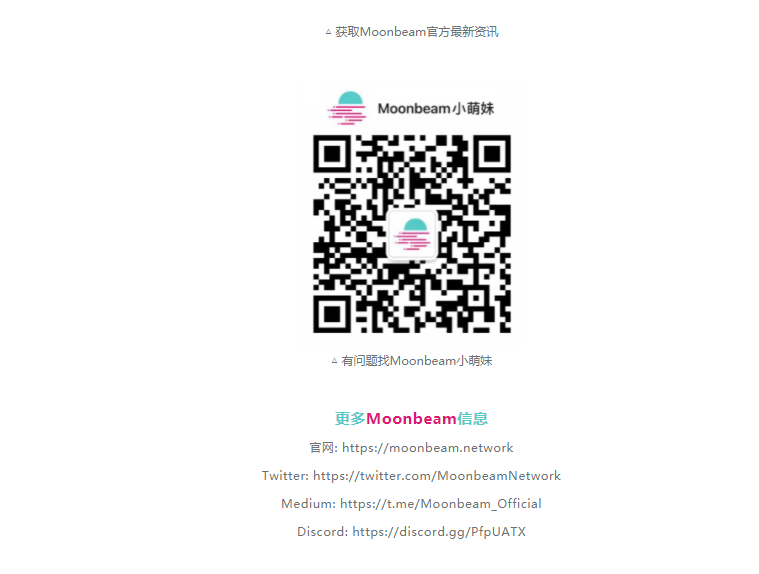 △ 获取Moonbeam官方最新资讯
Moonbeam小萌妹
△ 有问题找Moonbeam小萌妹
更多Moonbeam信息
官网: https://moonbeam.network
Twitter: https://twitter.com/MoonbeamNetwork
Medium: https://t.me/Moonbeam_Official
Discord: https://discord.gg/PfpUATX